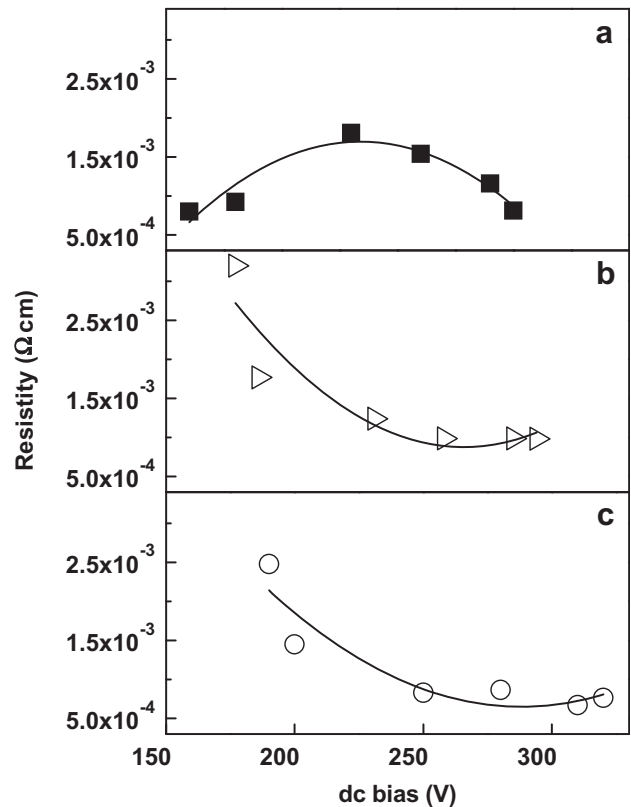 a
2.5x10⁻³
1.5x10⁻³
5.0x10⁻⁴
b
2.5x10⁻³
1.5x10⁻³
5.0x10⁻⁴
c
2.5x10⁻³
1.5x10⁻³
5.0x10⁻⁴
Resistity (Ωcm)
150 200 250 300
dc bias (V)